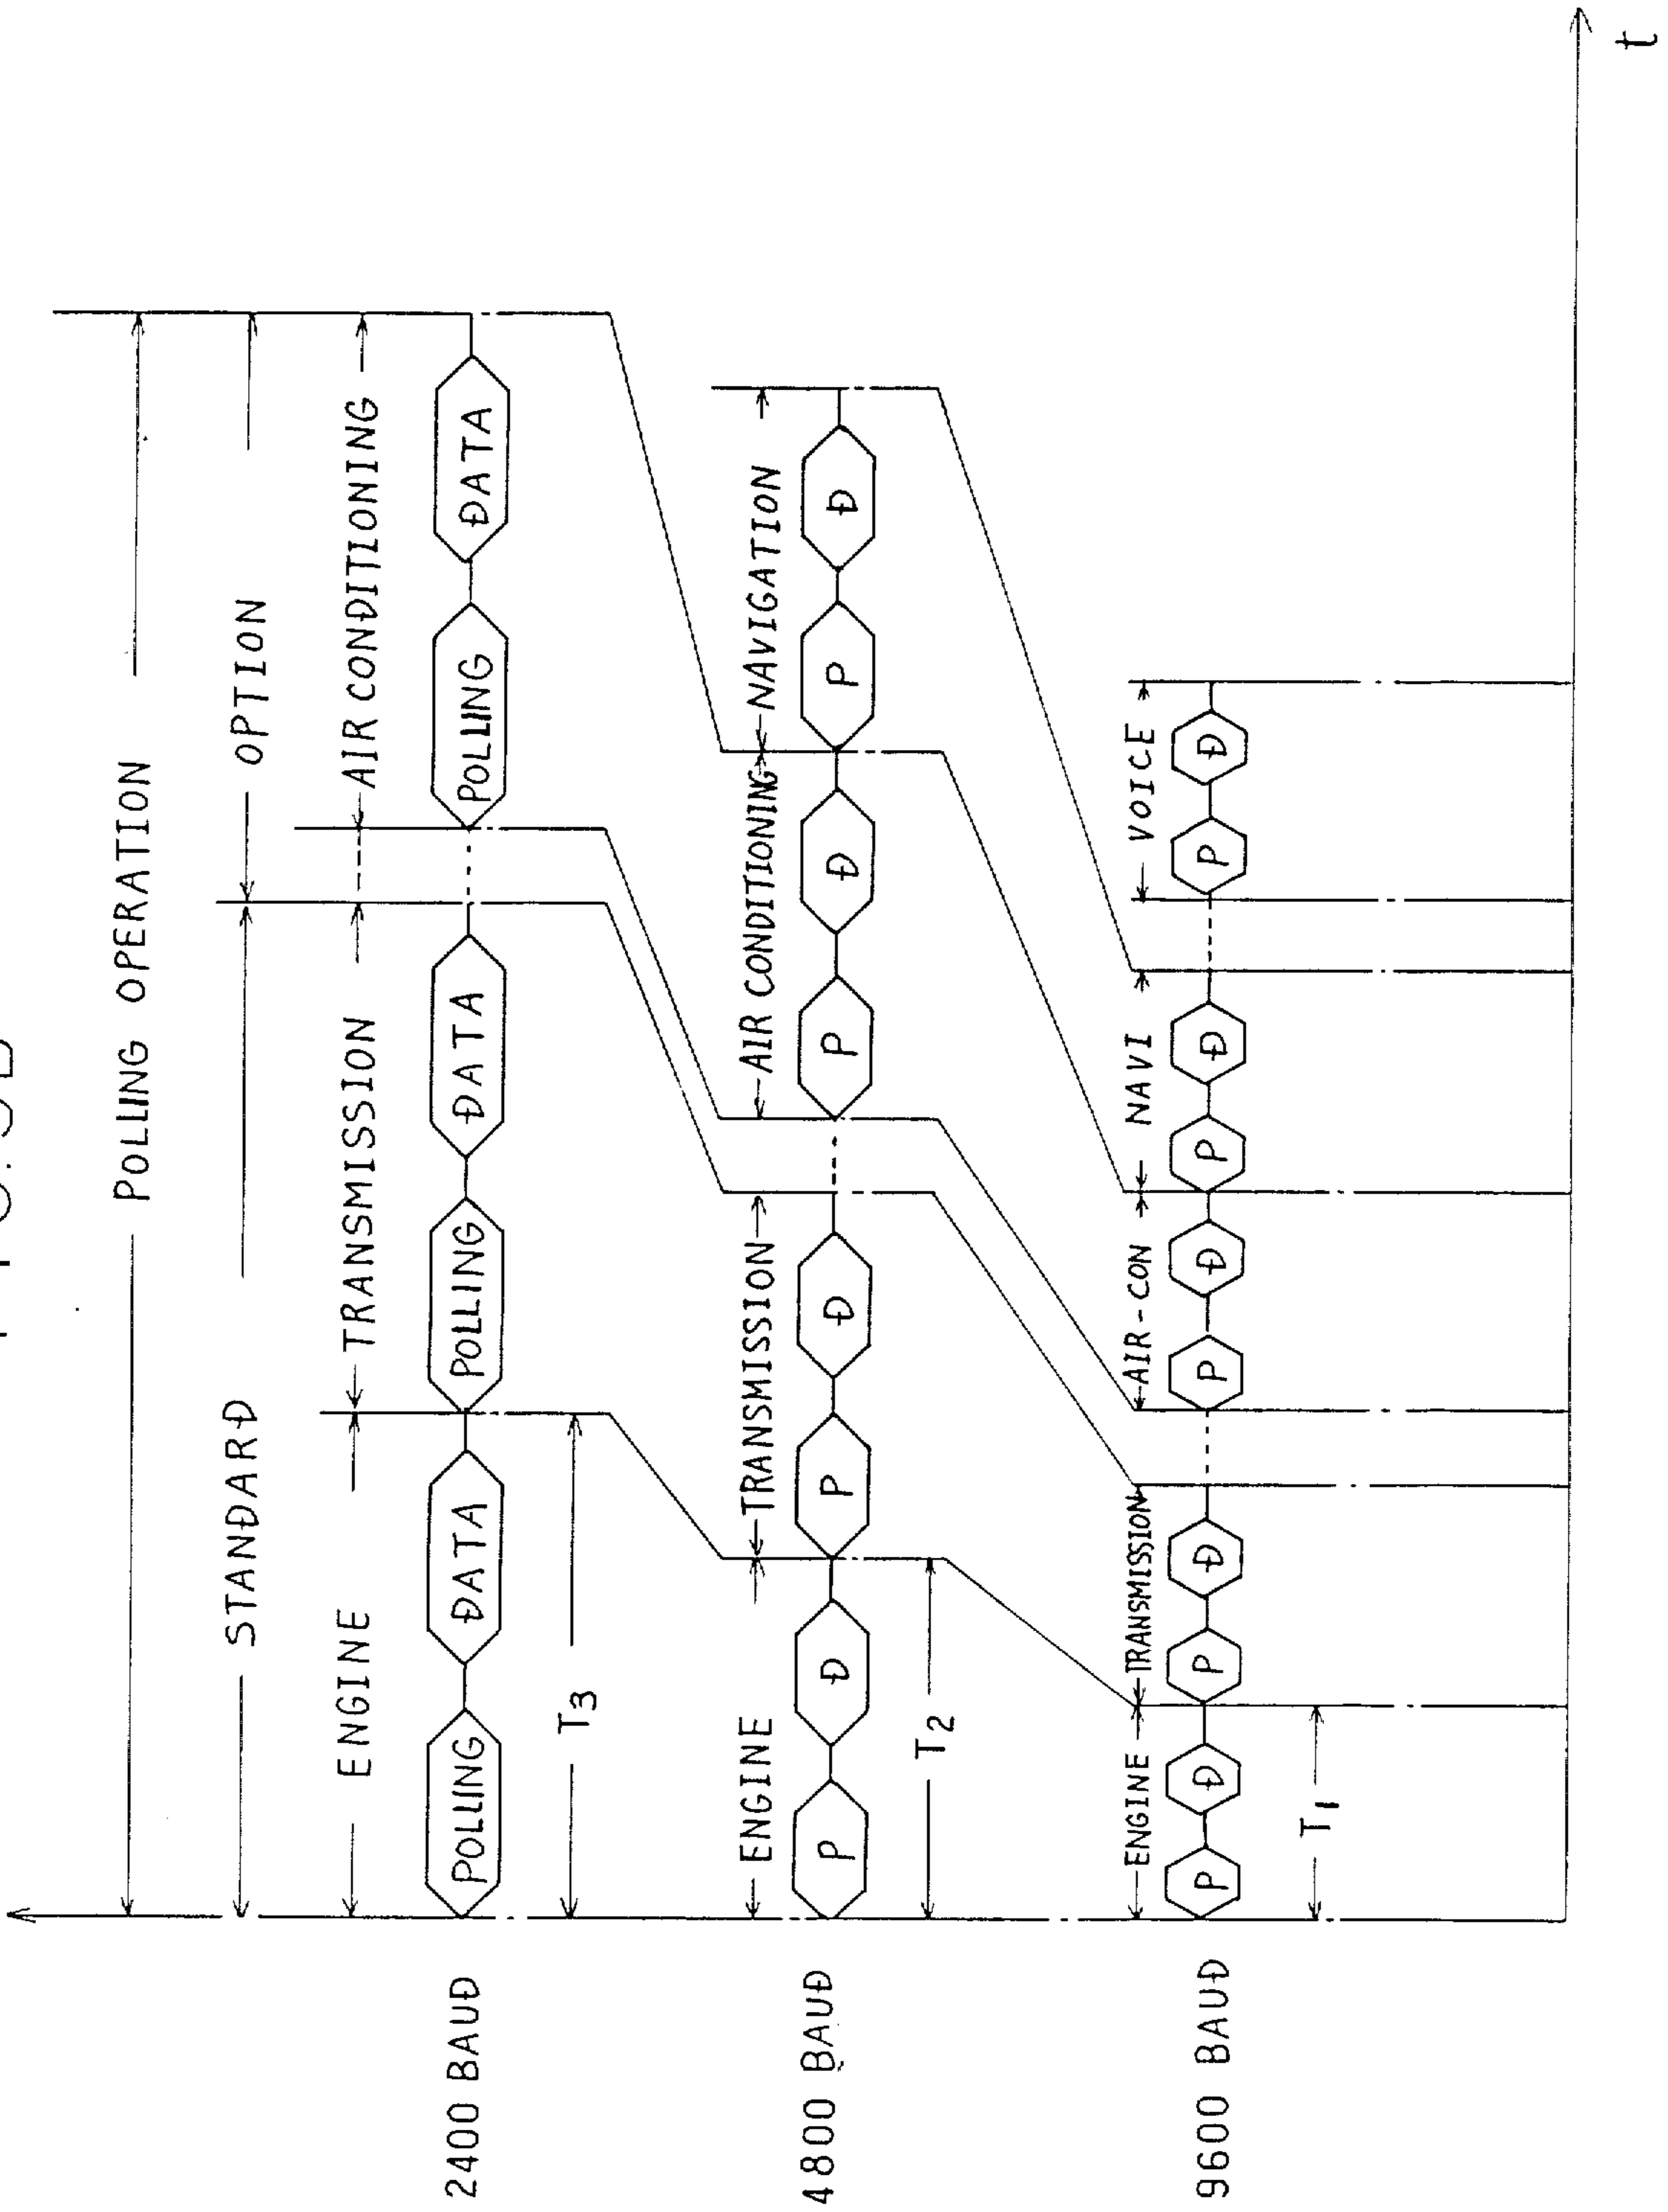 POLLING OPERATION
STANDARD
OPTION
ENGINE
TRANSMISSION
AIR CONDITIONING
2400 BAUD
POLLING
DATA
POLLING
DATA
POLLING
DATA
T3
ENGINE
TRANSMISSION
AIR CONDITIONING
NAVIGATION
4800 BAUD
P
D
P
D
P
D
P
D
T2
ENGINE
TRANSMISSION
AIR-CON
NAVI
VOICE
9600 BAUD
P
D
P
D
P
D
P
D
P
D
T1
t